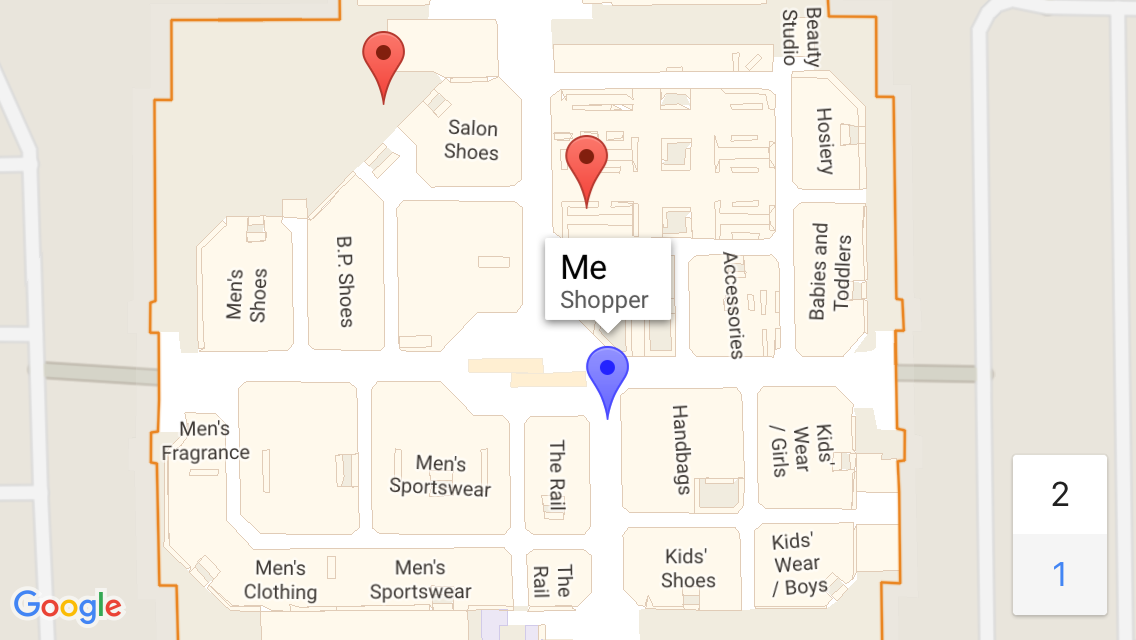 Beauty
Studio
Salon
Shoes
Hosiery
Men's
Shoes
B.P. Shoes
Me
Shopper
Accessories
Babies and
Toddlers
Men's
Fragrance
Men's
Sportswear
The Rail
Handbags
Kids'
Wear
/ Girls
2
1
Men's
Clothing
Men's
Sportswear
The
Rail
Kids'
Shoes
Kids'
Wear
/ Boys
Google